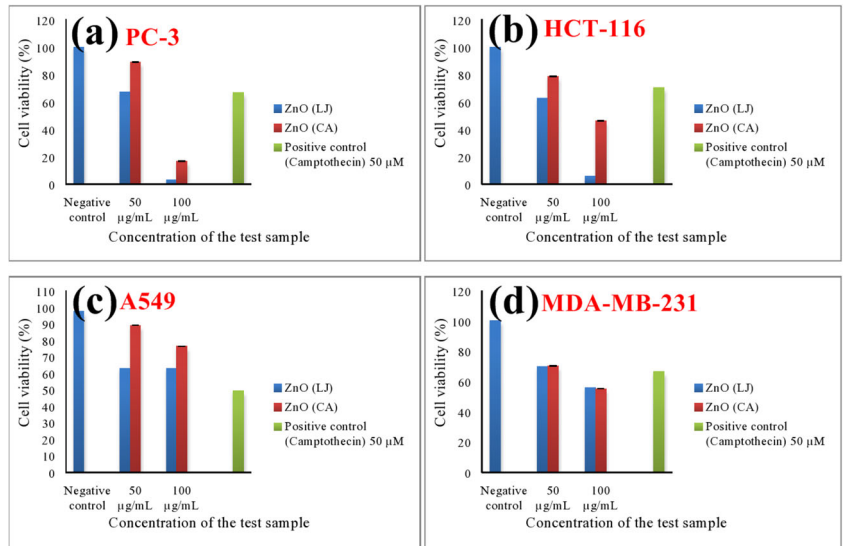 (a) PC-3
120
100
80
60
40
20
0
Cell viability (%)
Negative control
50 µg/mL
100 µg/mL
Concentration of the test sample
ZnO (LJ)
ZnO (CA)
Positive control
(Camptothecin) 50 µM
(b) HCT-116
120
100
80
60
40
20
0
Cell viability (%)
Negative control
50 µg/mL
100 µg/mL
Concentration of the test sample
ZnO (LJ)
ZnO (CA)
Positive control
(Camptothecin) 50 µM
(c) A549
110
100
90
80
70
60
50
40
30
20
10
0
Cell viability (%)
Negative control
50 µg/mL
100 µg/mL
Concentration of the test sample
ZnO (LJ)
ZnO (CA)
Positive control
(Camptothecin) 50 µM
(d) MDA-MB-231
120
100
80
60
40
20
0
Cell viability (%)
Negative control
50 µg/mL
100 µg/mL
Concentration of the test sample
ZnO (LJ)
ZnO (CA)
Positive control
(Camptothecin) 50 µM